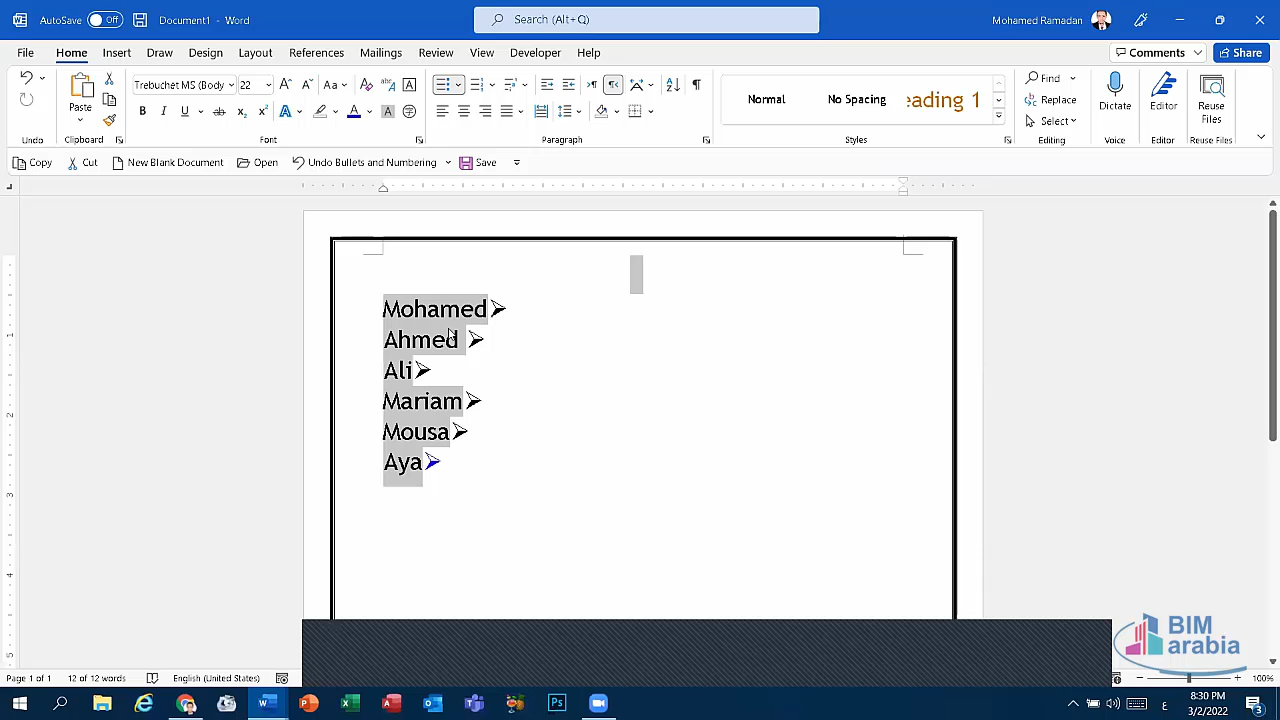 AutoSave Off Document1 - Word Search (Alt+Q) Mohamed Ramadan
File Home Insert Draw Design Layout References Mailings Review View Developer Help Comments Share
Paste Trebuchet MS (Body 22 Normal No Spacing eading 1 Find Replace Select Dictate Editor Reuse Files
Undo Clipboard Font Paragraph Styles Editing Voice Editor Reuse Files
Copy Cut New Blank Document Open Undo Bullets and Numbering Save
Mohamed
Ahmed
Ali
Mariam
Mousa
Aya
BIM
arabia
Page 1 of 1 12 of 12 words English (United States) 100%
8:30 PM
3/2/2022